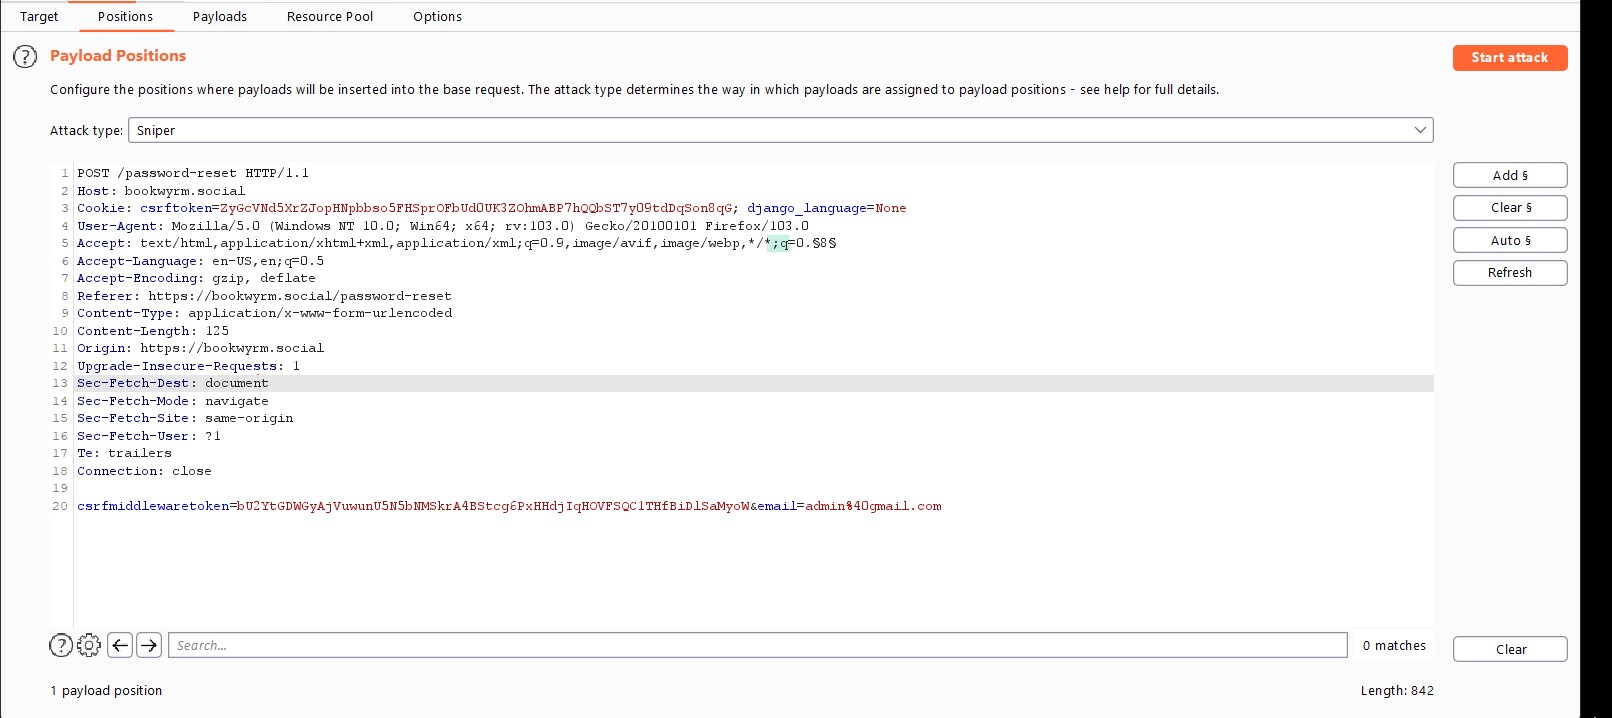 Target Positions Payloads Resource Pool Options
Payload Positions
Start attack
Configure the positions where payloads will be inserted into the base request. The attack type determines the way in which payloads are assigned to payload positions - see help for full details.
Attack type: Sniper
1 POST /password-reset HTTP/1.1
2 Host: bookwyrm.social
3 Cookie: csrftoken=ZyGcVNd5XrZJopHNpbbso5FHSprOFbUd0UK3ZOhmABP7hQQbST7y09tdDqSon8qG; django_language=None
4 User-Agent: Mozilla/5.0 (Windows NT 10.0; Win64; x64; rv:103.0) Gecko/20100101 Firefox/103.0
5 Accept: text/html,application/xhtml+xml,application/xml;q=0.9,image/avif,image/webp,*/*;q=0.§8§
6 Accept-Language: en-US,en;q=0.5
7 Accept-Encoding: gzip, deflate
8 Referer: https://bookwyrm.social/password-reset
9 Content-Type: application/x-www-form-urlencoded
10 Content-Length: 125
11 Origin: https://bookwyrm.social
12 Upgrade-Insecure-Requests: 1
13 Sec-Fetch-Dest: document
14 Sec-Fetch-Mode: navigate
15 Sec-Fetch-Site: same-origin
16 Sec-Fetch-User: ?1
17 Te: trailers
18 Connection: close
19
20 csrfmiddlewaretoken=bU2YtGDWGyAjVuwunU5N5bNMSkrA4BStcg6PxHHdjIqHOVFSQC1THfBiDlSaMyoW&email=admin%40gmail.com
Add §
Clear §
Auto §
Refresh
Search...
0 matches
Clear
1 payload position
Length: 842